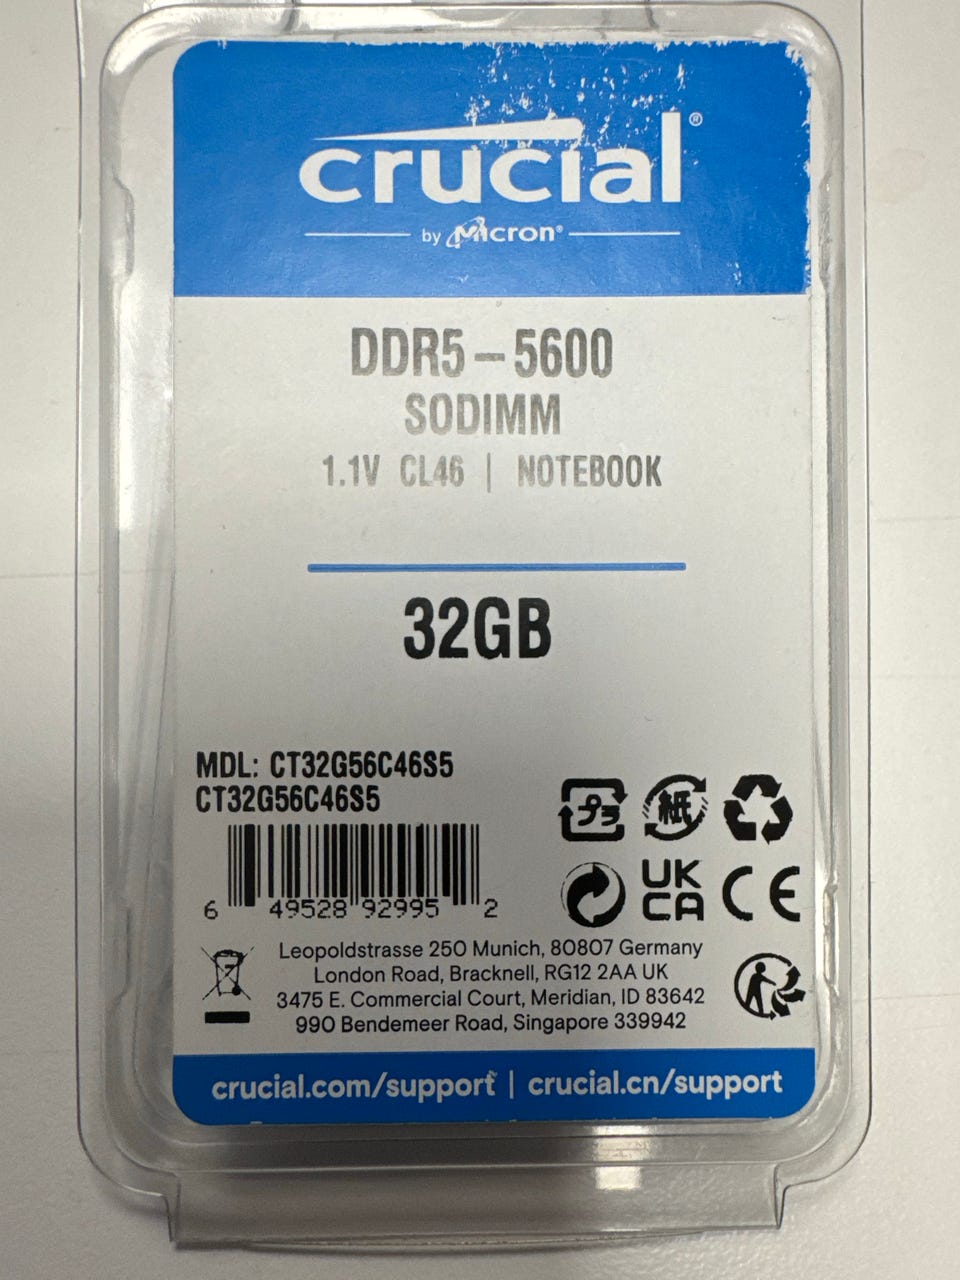 crucial®
by Micron®
DDR5-5600
SODIMM
1.1V CL46 | NOTEBOOK
32GB
MDL: CT32G56C46S5
CT32G56C46S5
プラ
紙
UK
CA
CE
6 49528 92995 2
Leopoldstrasse 250 Munich, 80807 Germany
London Road, Bracknell, RG12 2AA UK
3475 E. Commercial Court, Meridian, ID 83642
990 Bendemeer Road, Singapore 339942
crucial.com/support | crucial.cn/support